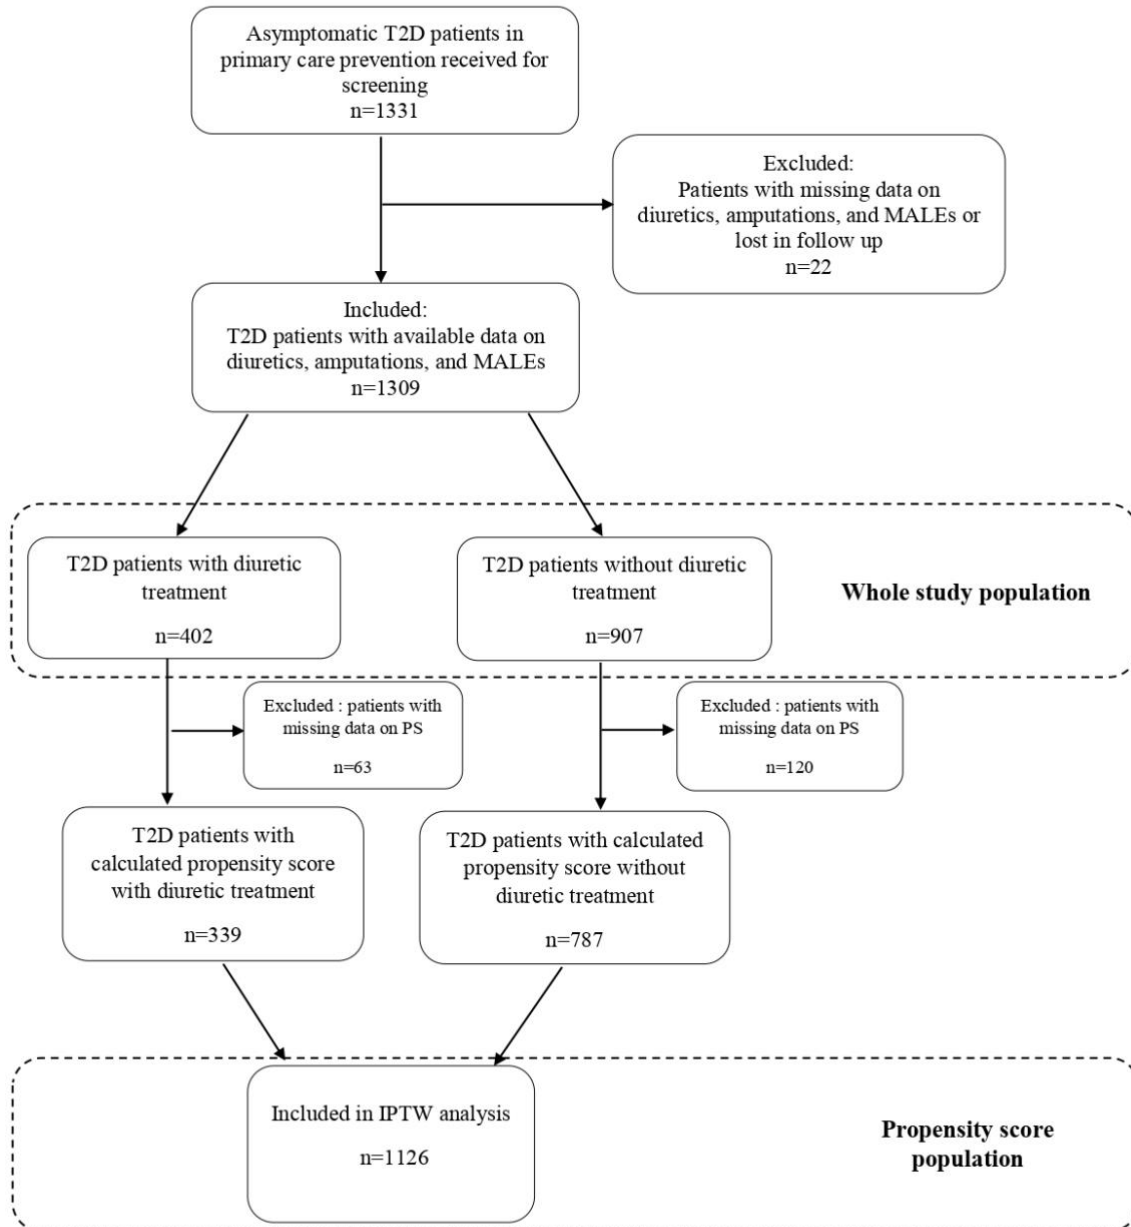 Asymptomatic T2D patients in
primary care prevention received for
screening
n=1331
Excluded:
Patients with missing data on
diuretics, amputations, and MALEs or
lost in follow up
n=22
Included:
T2D patients with available data on
diuretics, amputations, and MALEs
n=1309
T2D patients with diuretic
treatment
n=402
T2D patients without diuretic
treatment
n=907
Whole study population
Excluded : patients with
missing data on PS
n=63
Excluded : patients with
missing data on PS
n=120
T2D patients with
calculated propensity score
with diuretic treatment
n=339
T2D patients with calculated
propensity score without
diuretic treatment
n=787
Included in IPTW analysis
n=1126
Propensity score
population